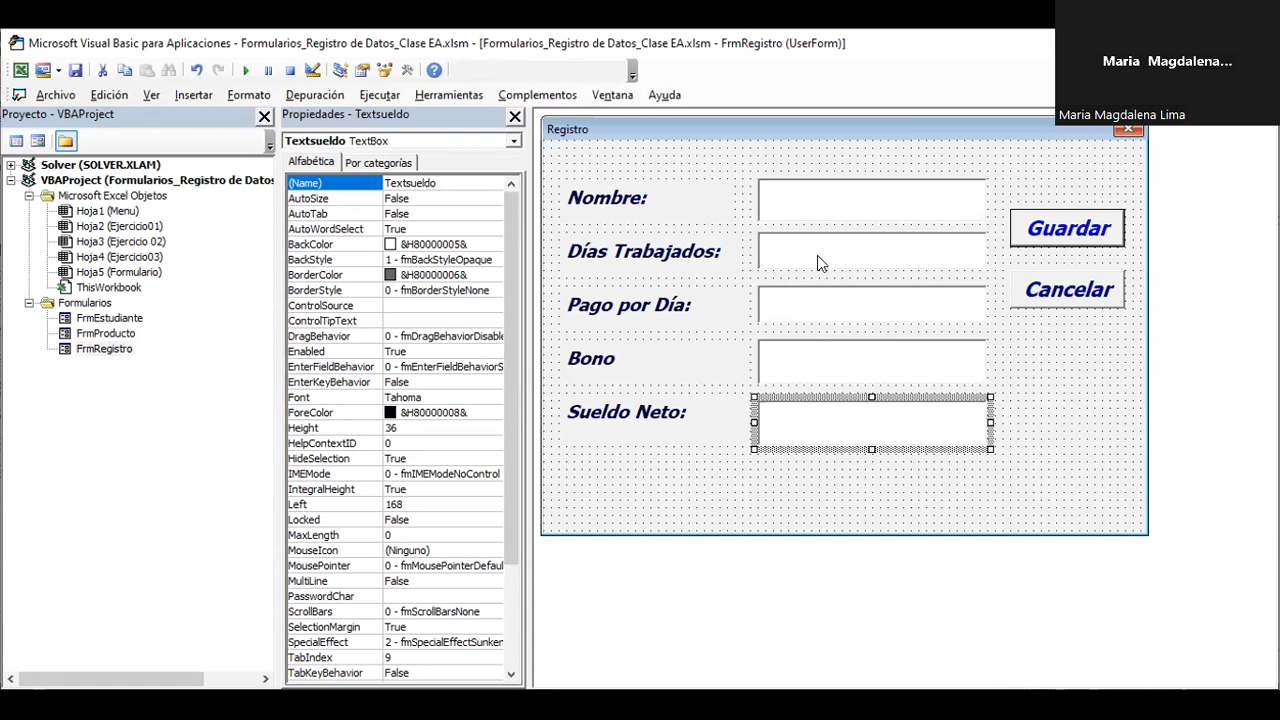 Maria Magdalena...
Maria Magdalena Lima
Microsoft Visual Basic para Aplicaciones - Formularios_Registro de Datos_Clase EA.xlsm - [Formularios_Registro de Datos_Clase EA.xlsm - FrmRegistro (UserForm)]
Archivo Edición Ver Insertar Formato Depuración Ejecutar Herramientas Complementos Ventana Ayuda
Proyecto - VBAProject
Solver (SOLVER.XLAM)
VBAProject (Formularios_Registro de Datos
Microsoft Excel Objetos
Hoja1 (Menu)
Hoja2 (Ejercicio01)
Hoja3 (Ejercicio 02)
Hoja4 (Ejercicio03)
Hoja5 (Formulario)
ThisWorkbook
Formularios
FrmEstudiante
FrmProducto
FrmRegistro
Propiedades - Textsueldo
Textsueldo TextBox
Alfabética Por categorías
(Name) Textsueldo
AutoSize False
AutoTab False
AutoWordSelect True
BackColor &H80000005&
BackStyle 1 - fmBackStyleOpaque
BorderColor &H80000006&
BorderStyle 0 - fmBorderStyleNone
ControlSource
ControlTipText
DragBehavior 0 - fmDragBehaviorDisable
Enabled True
EnterFieldBehavior 0 - fmEnterFieldBehaviorS
EnterKeyBehavior False
Font Tahoma
ForeColor &H80000008&
Height 36
HelpContextID 0
HideSelection True
IMEMode 0 - fmIMEModeNoControl
IntegralHeight True
Left 168
Locked False
MaxLength 0
MouseIcon (Ninguno)
MousePointer 0 - fmMousePointerDefaul
MultiLine False
PasswordChar
ScrollBars 0 - fmScrollBarsNone
SelectionMargin True
SpecialEffect 2 - fmSpecialEffectSunken
TabIndex 9
TabKeyBehavior False
Registro
Nombre:
Días Trabajados:
Pago por Día:
Bono
Sueldo Neto:
Guardar
Cancelar